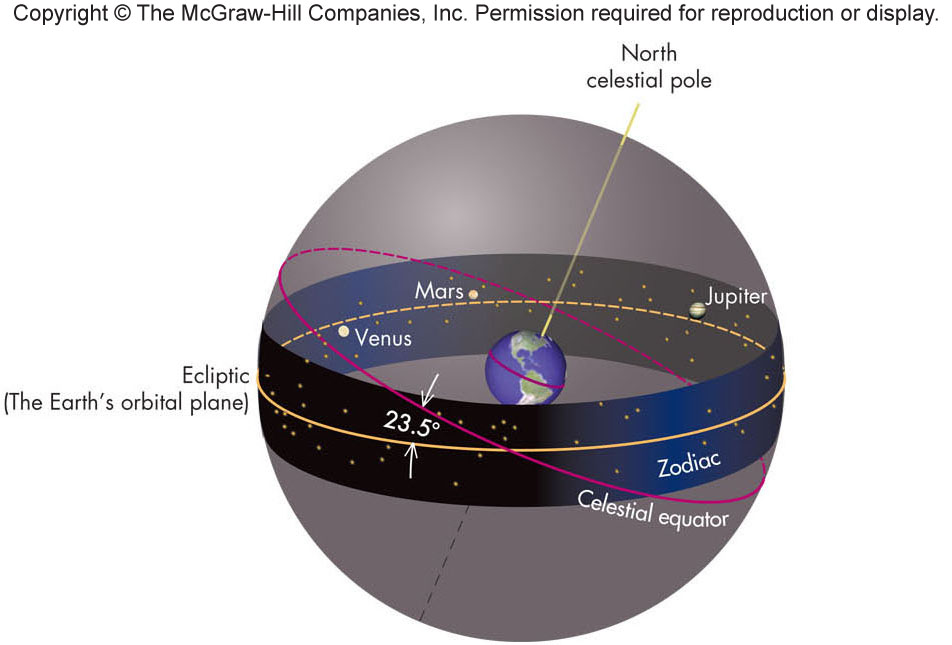 Copyright © The McGraw-Hill Companies, Inc. Permission required for reproduction or display.
North
celestial pole
Mars
Jupiter
Venus
Ecliptic
(The Earth's orbital plane)
23.5°
Zodiac
Celestial equator